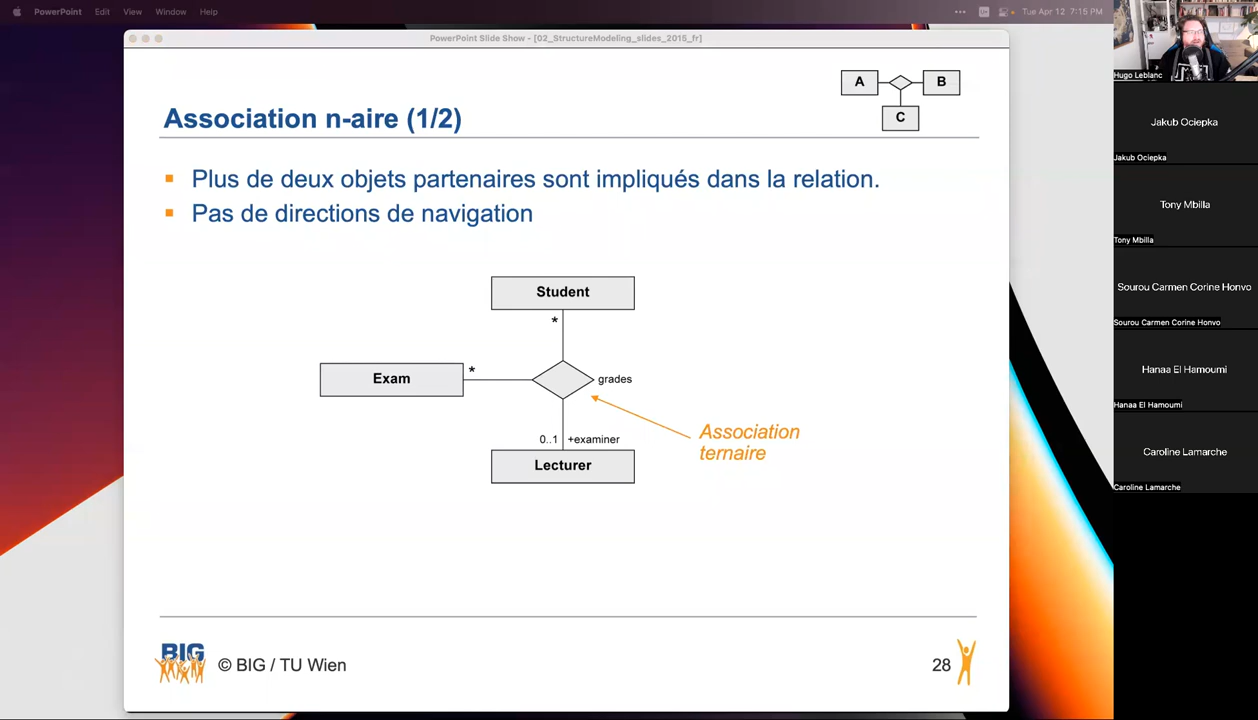 PowerPoint Edit View Window Help
Tue Apr 12 7:15 PM
PowerPoint Slide Show - [02_StructureModeling_slides_2015_fr]
Association n-aire (1/2)
A
B
C
Plus de deux objets partenaires sont impliqués dans la relation.
Pas de directions de navigation
Student
*
Exam
*
grades
0..1
+examiner
Lecturer
Association
ternaire
BIG
© BIG / TU Wien
28
Hugo Leblanc
Jakub Ociepka
Jakub Ociepka
Tony Mbilla
Tony Mbilla
Sourou Carmen Corine Honvo
Sourou Carmen Corine Honvo
Hanaa El Hamoumi
Hanaa El Hamoumi
Caroline Lamarche
Caroline Lamarche